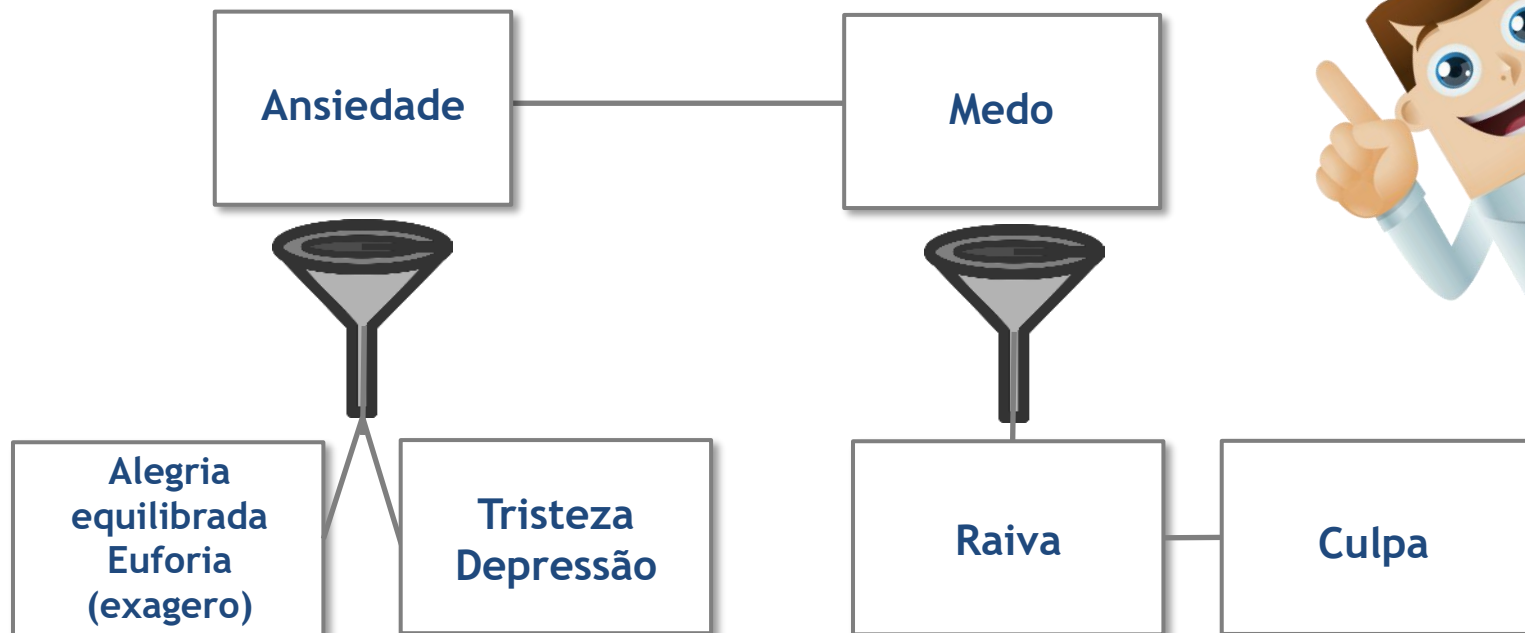 Ansiedade
Medo
Alegria
equilibrada
Euforia
(exagero)
Tristeza
Depressão
Raiva
Culpa